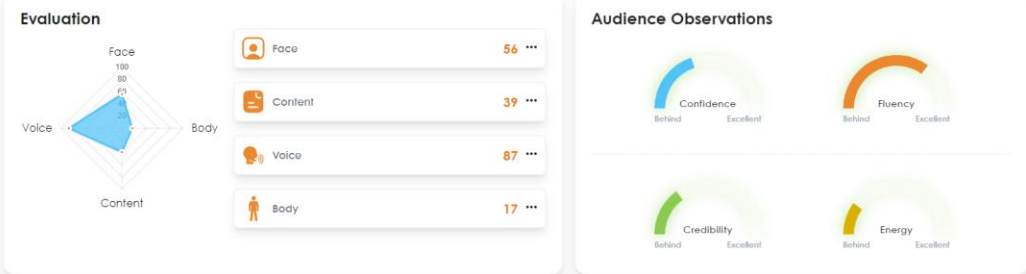 Evaluation
Face
100
80
60
20
Voice
Body
Content
Face 56
Content 39
Voice 87
Body 17
Audience Observations
Confidence
Behind Excellent
Fluency
Behind Excellent
Credibility
Behind Excellent
Energy
Behind Excellent